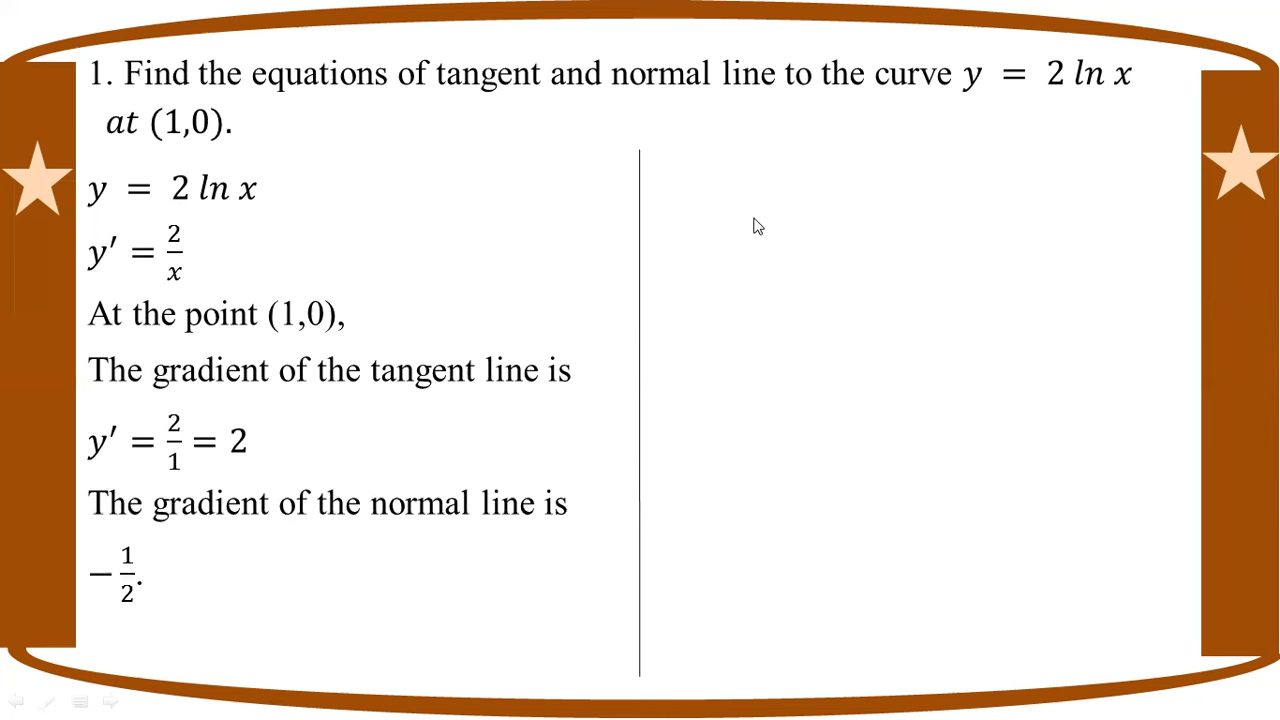 1. Find the equations of tangent and normal line to the curve y = 2 ln x
at (1,0).
y = 2 ln x
y′ = 2/x
At the point (1,0),
The gradient of the tangent line is
y′ = 2/1 = 2
The gradient of the normal line is
−1/2.